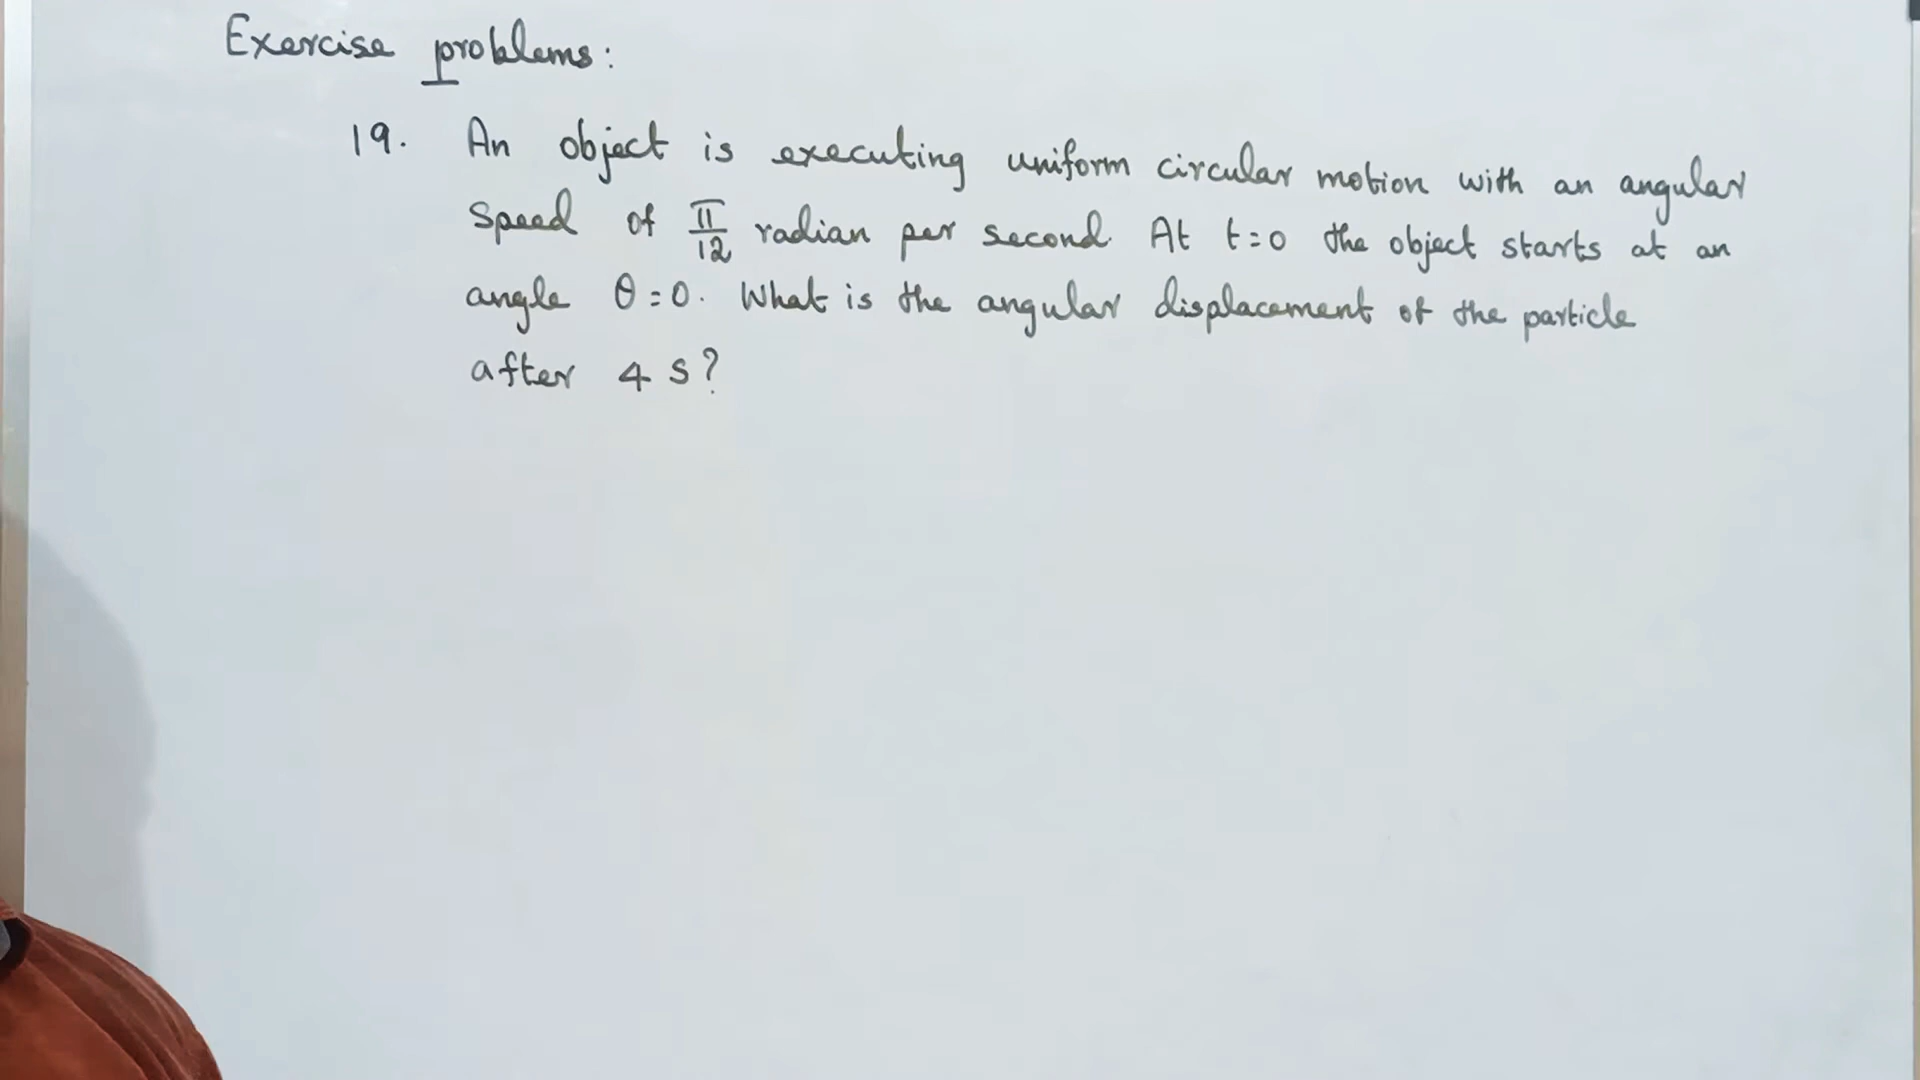 Exercise problems:
19. An object is executing uniform circular motion with an angular
speed of π/12 radian per second. At t=0 the object starts at an
angle θ=0. What is the angular displacement of the particle
after 4 s?